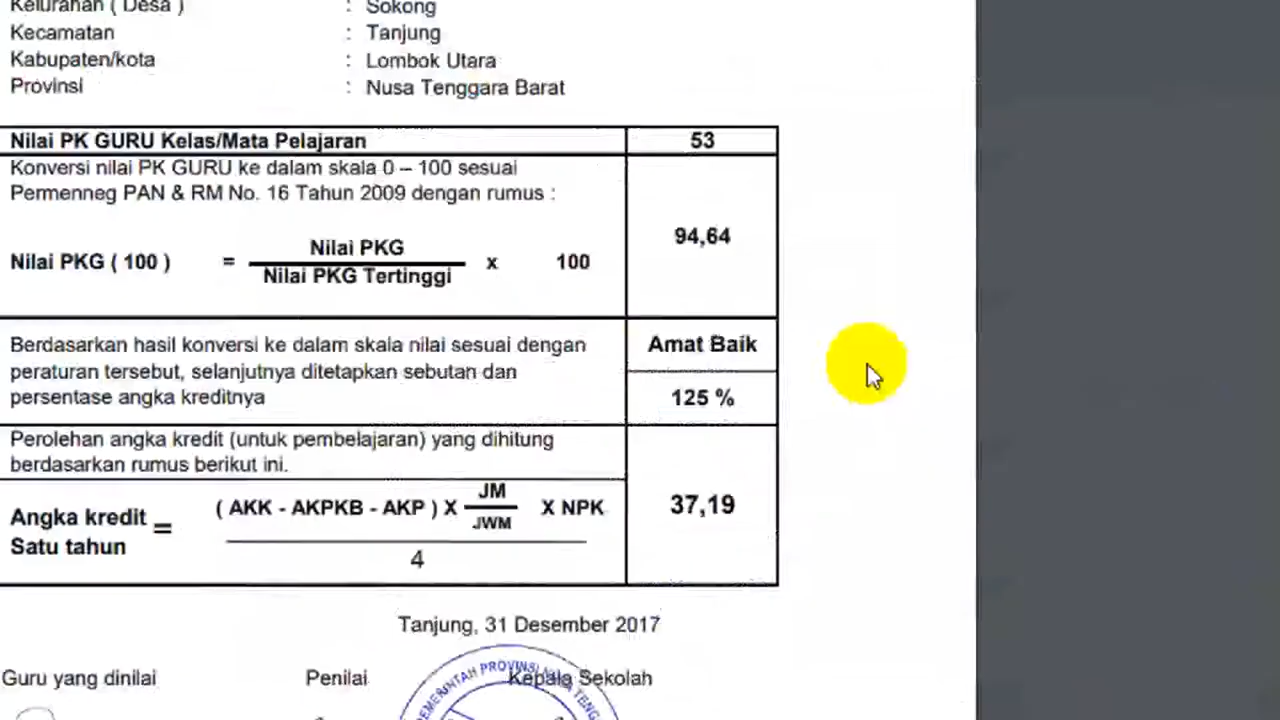 Kelurahan ( Desa ) : Sokong
Kecamatan : Tanjung
Kabupaten/kota : Lombok Utara
Provinsi : Nusa Tenggara Barat
Nilai PK GURU Kelas/Mata Pelajaran 53
Konversi nilai PK GURU ke dalam skala 0 – 100 sesuai
Permenneg PAN & RM No. 16 Tahun 2009 dengan rumus :
94,64
Nilai PKG ( 100 ) = Nilai PKG x 100
Nilai PKG Tertinggi
Berdasarkan hasil konversi ke dalam skala nilai sesuai dengan
peraturan tersebut, selanjutnya ditetapkan sebutan dan
persentase angka kreditnya
Amat Baik
125 %
Perolehan angka kredit (untuk pembelajaran) yang dihitung
berdasarkan rumus berikut ini.
Angka kredit
Satu tahun
= ( AKK - AKPKB - AKP ) X JM X NPK
JWM
4
37,19
Tanjung, 31 Desember 2017
Guru yang dinilai Penilai Kepala Sekolah
PEMERINTAH PROVINSI